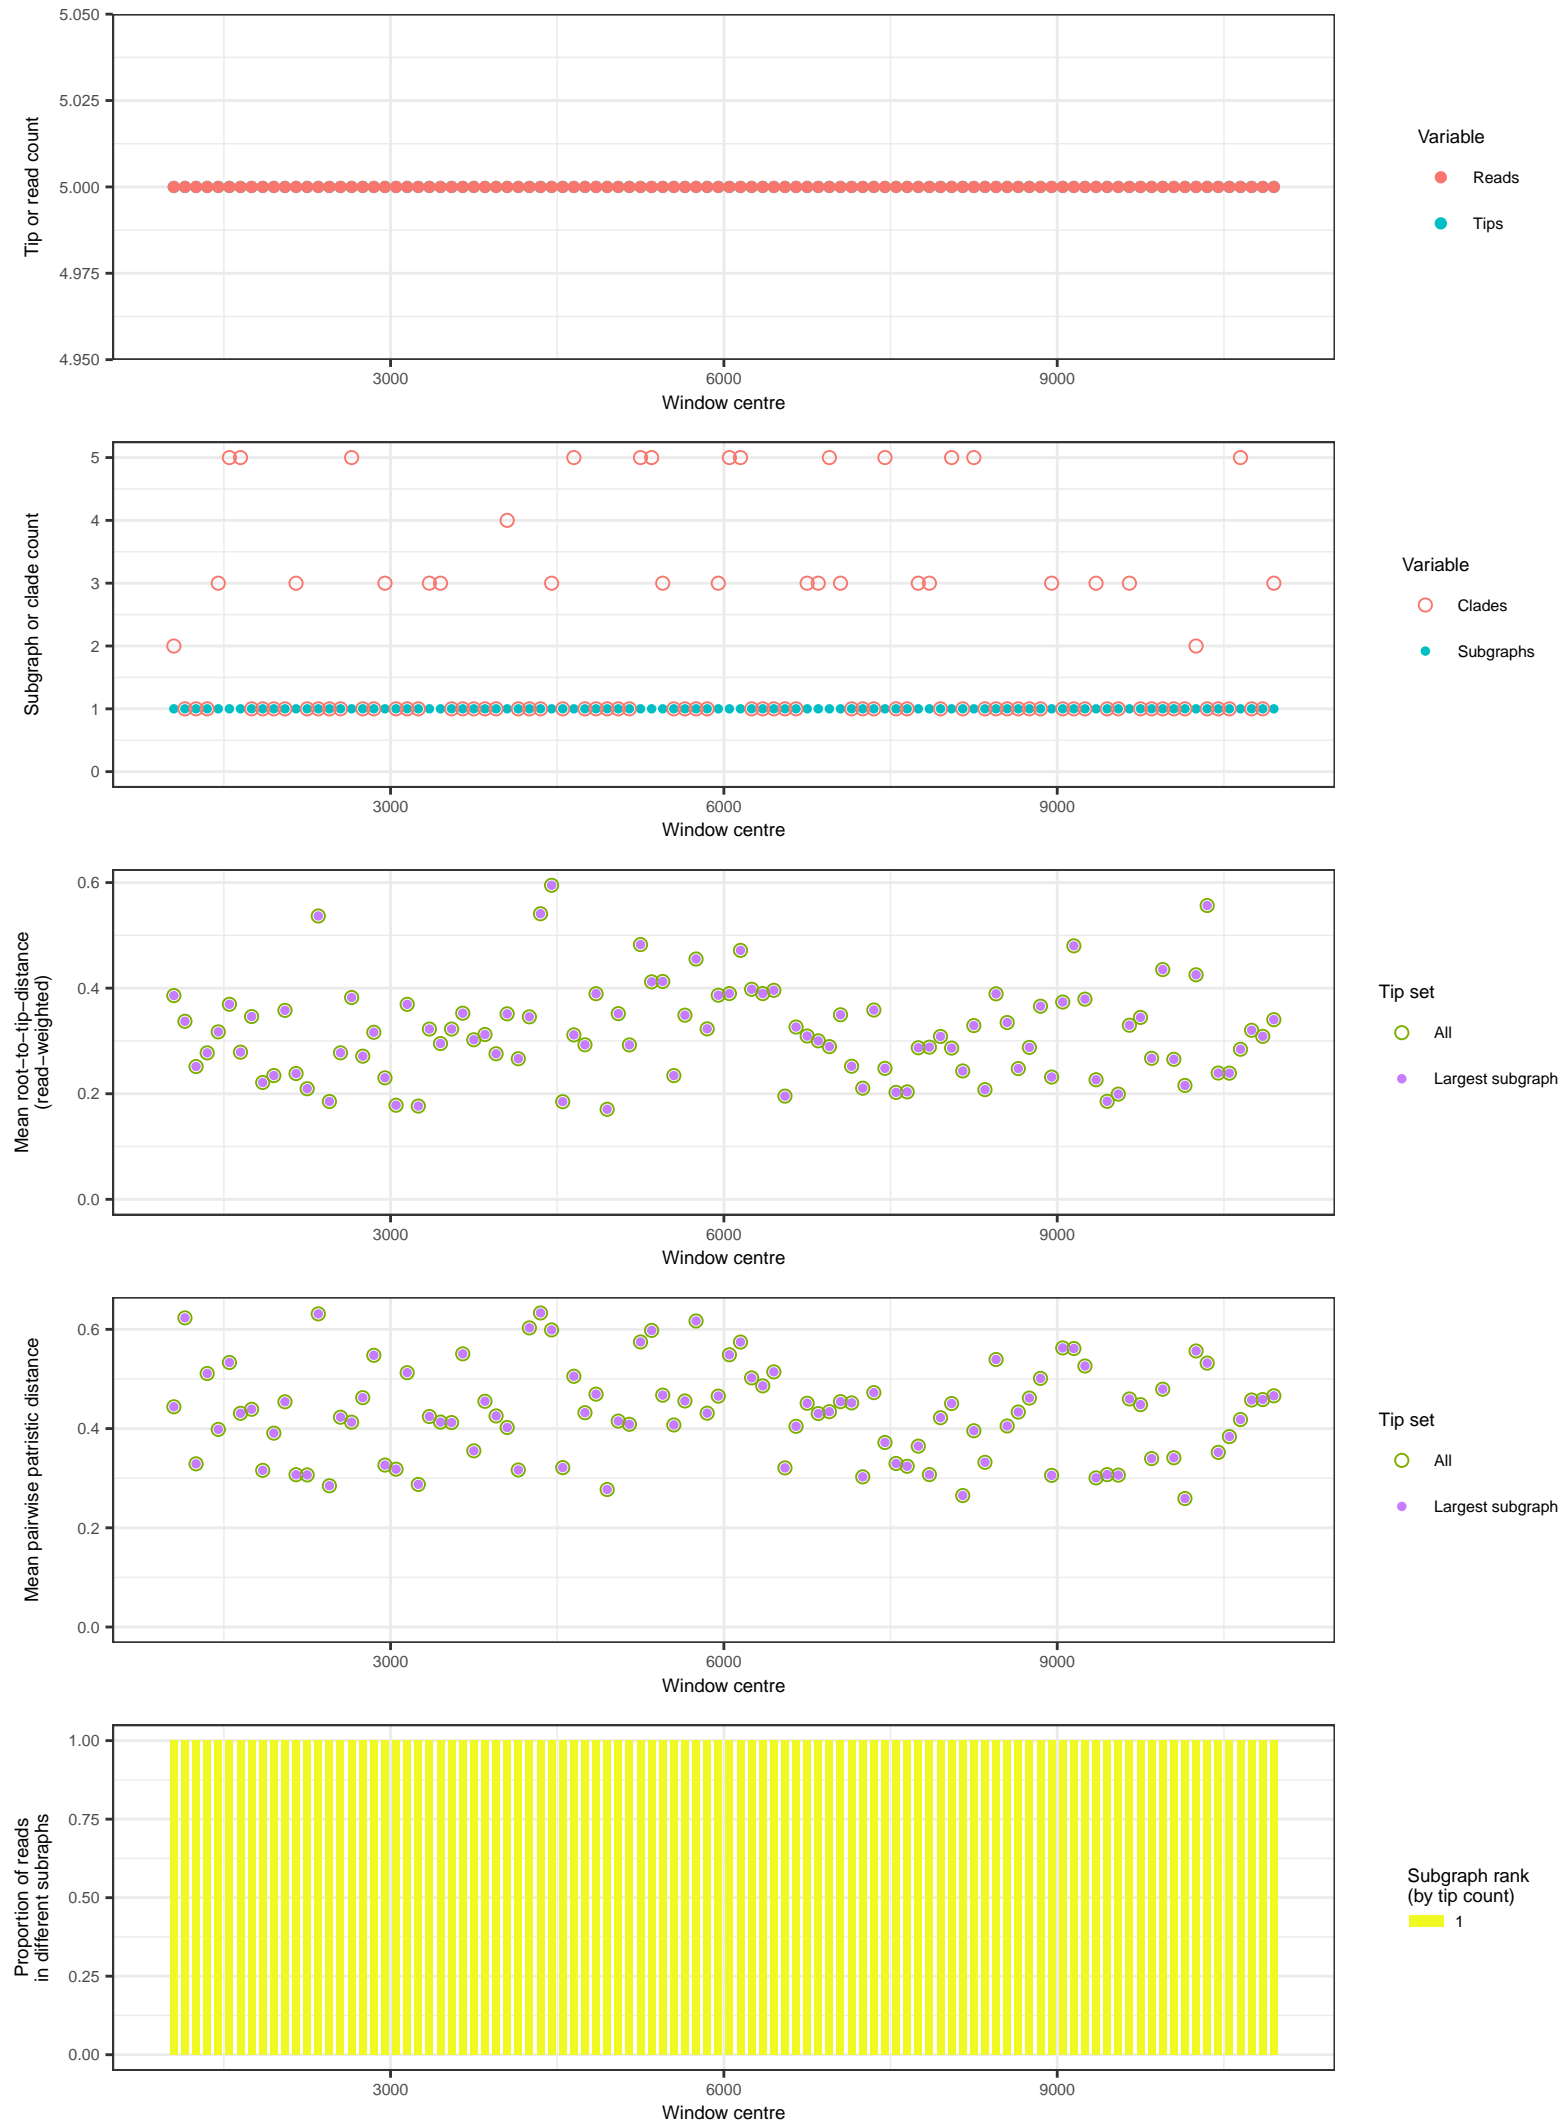 5.050
5.025
5.000
4.975
4.950
Tip or read count
3000
6000
9000
Window centre
Variable
Reads
Tips
5
4
3
2
1
0
Subgraph or clade count
3000
6000
9000
Window centre
Variable
Clades
Subgraphs
0.6
0.4
0.2
0.0
Mean root−to−tip−distance
(read−weighted)
3000
6000
9000
Window centre
Tip set
All
Largest subgraph
0.6
0.4
0.2
0.0
Mean pairwise patristic distance
3000
6000
9000
Window centre
Tip set
All
Largest subgraph
1.00
0.75
0.50
0.25
0.00
Proportion of reads
in different subraphs
3000
6000
9000
Window centre
Subgraph rank
(by tip count)
1